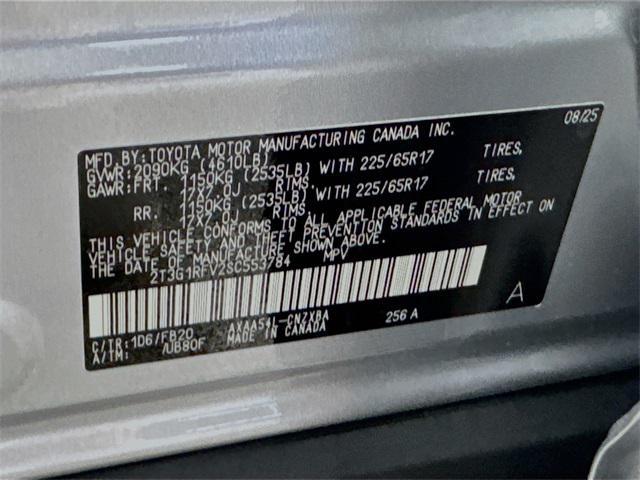 08/25
MFD.BY: TOYOTA MOTOR MANUFACTURING CANADA INC.
GVWR: 2090KG (4610LB)
GAWR: FRT. 1150KG (2535LB) WITH 225/65R17 TIRES,
17X7.0J RIMS,
RR. 1150KG (2535LB) WITH 225/65R17 TIRES,
17X7.0J RIMS.
THIS VEHICLE CONFORMS TO ALL APPLICABLE FEDERAL MOTOR
VEHICLE SAFETY AND THEFT PREVENTION STANDARDS IN EFFECT ON
THE DATE OF MANUFACTURE SHOWN ABOVE.
2T3G1RFV2SC553784 MPV
C/TR: 1D6/FB20 AXAA54L-CNZXBA 256 A A
A/TM: /UB80F MADE IN CANADA